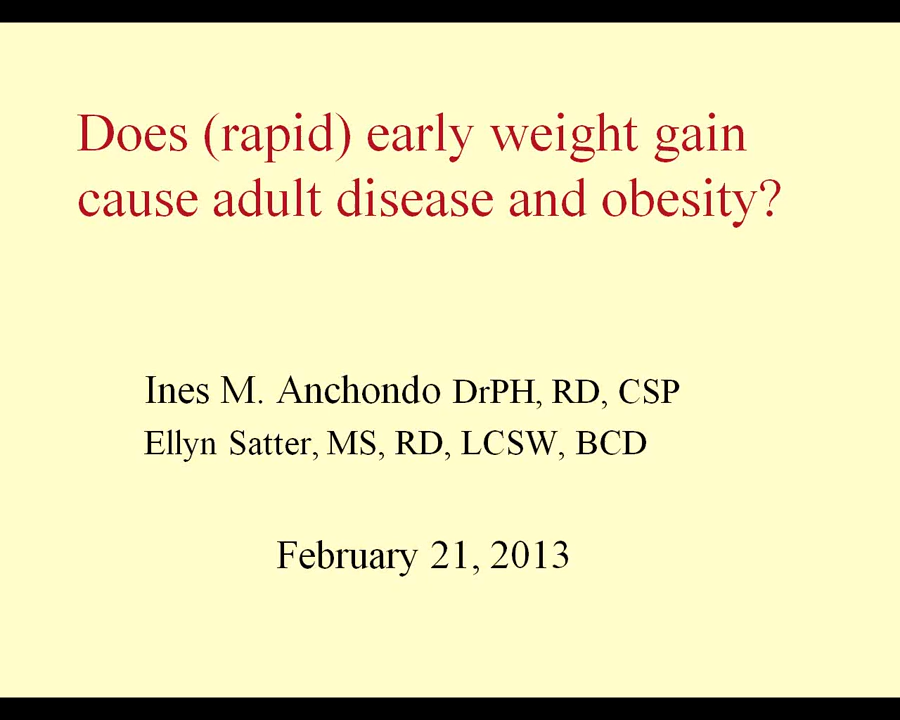 Does (rapid) early weight gain
cause adult disease and obesity?
Ines M. Anchondo DrPH, RD, CSP
Ellyn Satter, MS, RD, LCSW, BCD
February 21, 2013